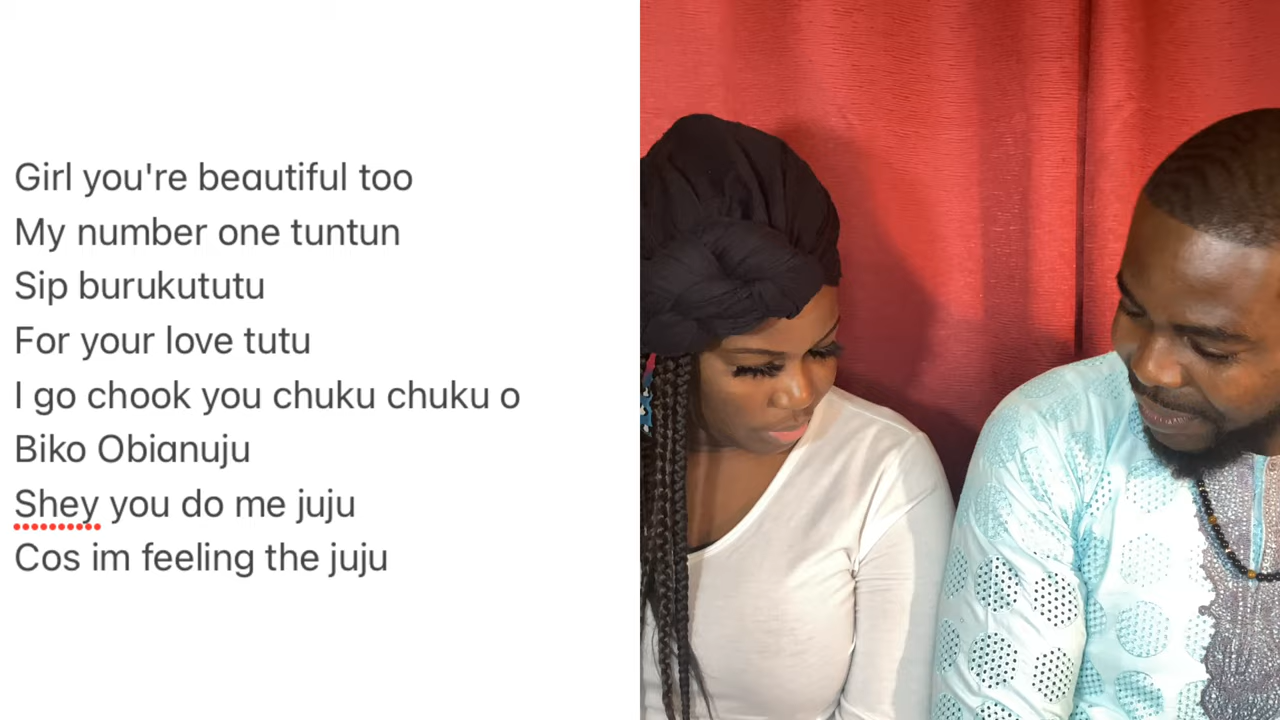 Girl you're beautiful too
My number one tuntun
Sip burukututu
For your love tutu
I go chook you chuku chuku o
Biko Obianuju
Shey you do me juju
Cos im feeling the juju